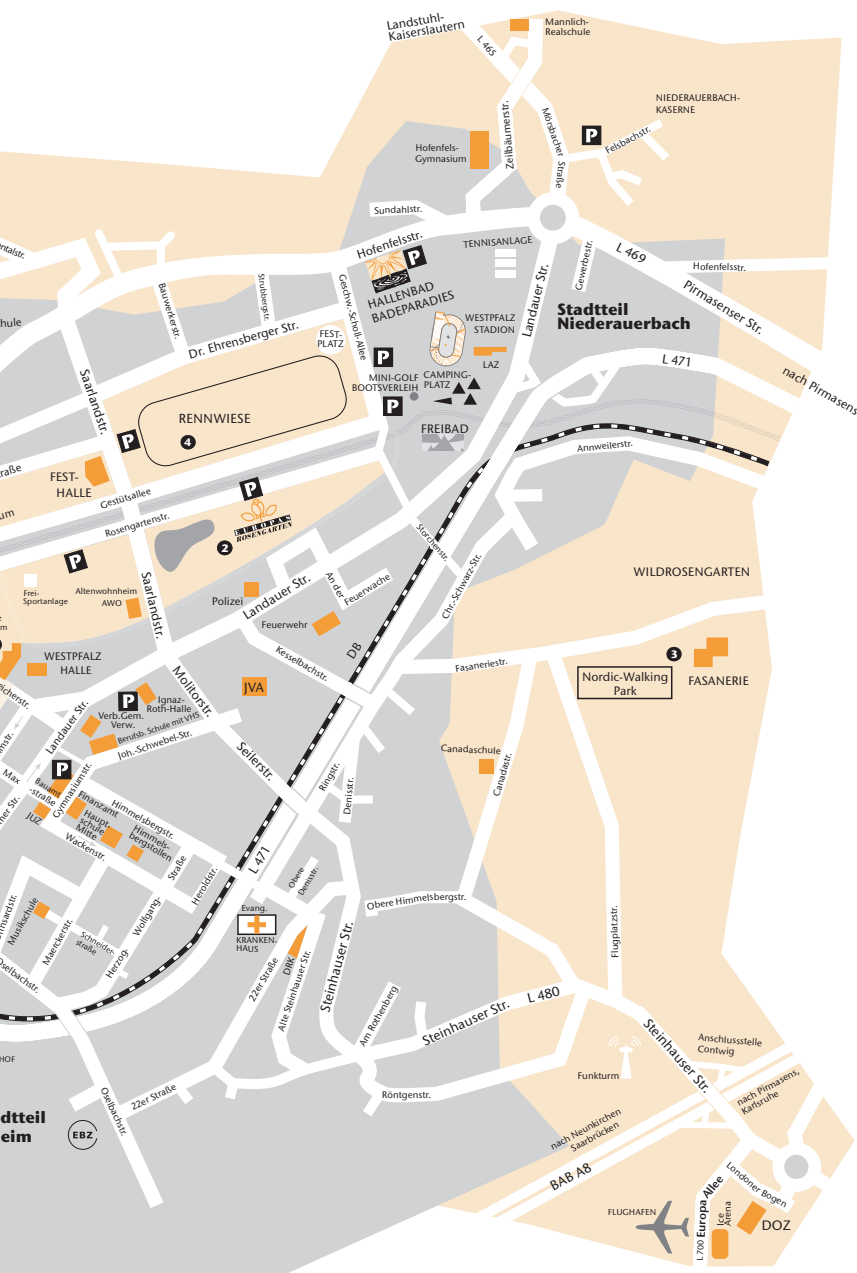 Landstuhl-
Kaiserslautern
L 465
Mannlich-
Realschule
NIEDERAUERBACH-
KASERNE
P
Felsbachstr.
Zeilbäumerstr.
Mörsbacher Straße
Hofenfels-
Gymnasium
Sundahlstr.
Hofenfelsstr.
TENNISANLAGE
Gewerbestr.
L 469
Hofenfelsstr.
Pirmasenser Str.
P
HALLENBAD
BADEPARADIES
Landauer Str.
Stadtteil
Niederauerbach
WESTPFALZ
STADION
LAZ
L 471
nach Pirmasens
Bauwerkerstr.
Strubbergstr.
Geschw.-Scholl-Allee
Dr. Ehrensberger Str.
FEST-
PLATZ
P
MINI-GOLF
BOOTSVERLEIH
P
CAMPING-
PLATZ
FREIBAD
Annweilerstr.
Saarlandstr.
RENNWIESE
4
P
FEST-
HALLE
Gestütsallee
Rosengartenstr.
P
EUROPAS
ROSENGARTEN
2
Storchenstr.
Chr.-Schwarz-Str.
WILDROSENGARTEN
P
Frei-
Sportanlage
Altenwohnheim
AWO
Saarlandstr.
Polizei
Landauer Str.
An der
Feuerwache
Feuerwehr
DB
Kesselbachstr.
Fasaneriestr.
3
FASANERIE
Nordic-Walking
Park
WESTPFALZ
HALLE
JVA
Molitorstr.
P
Ignaz-
Roth-Halle
Verb.Gem.
Verw.
Berufsb. Schule mit VHS
Joh.-Schwebel-Str.
Landauer Str.
Seilerstr.
Canadaschule
Canadastr.
P
Bauamt
Gymnasiumstr.
Max
-straße
JUZ
Finanzamt
Haupt-
schule
Mitte
Himmelsbergstr.
Himmels-
bergstollen
Wackenstr.
Ringstr.
Denisstr.
L 471
Heroldstr.
Herzog-
Wolfgang-
Straße
Obere
Denisstr.
Obere Himmelsbergstr.
Flugplatzstr.
Musikschule
Maerckerstr.
Schneider-
straße
Evang.
KRANKEN-
HAUS
DRK
22er Straße
Alte Steinhauser Str.
Steinhauser Str.
Am Rothenberg
Steinhauser Str.
L 480
Steinhauser Str.
Röntgenstr.
22er Straße
Oselbachstr.
Oselbachstr.
EBZ
Funkturm
Anschlussstelle
Contwig
nach Pirmasens,
Karlsruhe
nach Neunkirchen
Saarbrücken
BAB A8
FLUGHAFEN
L 700 Europa Allee
Londoner Bogen
Ice
Arena
DOZ